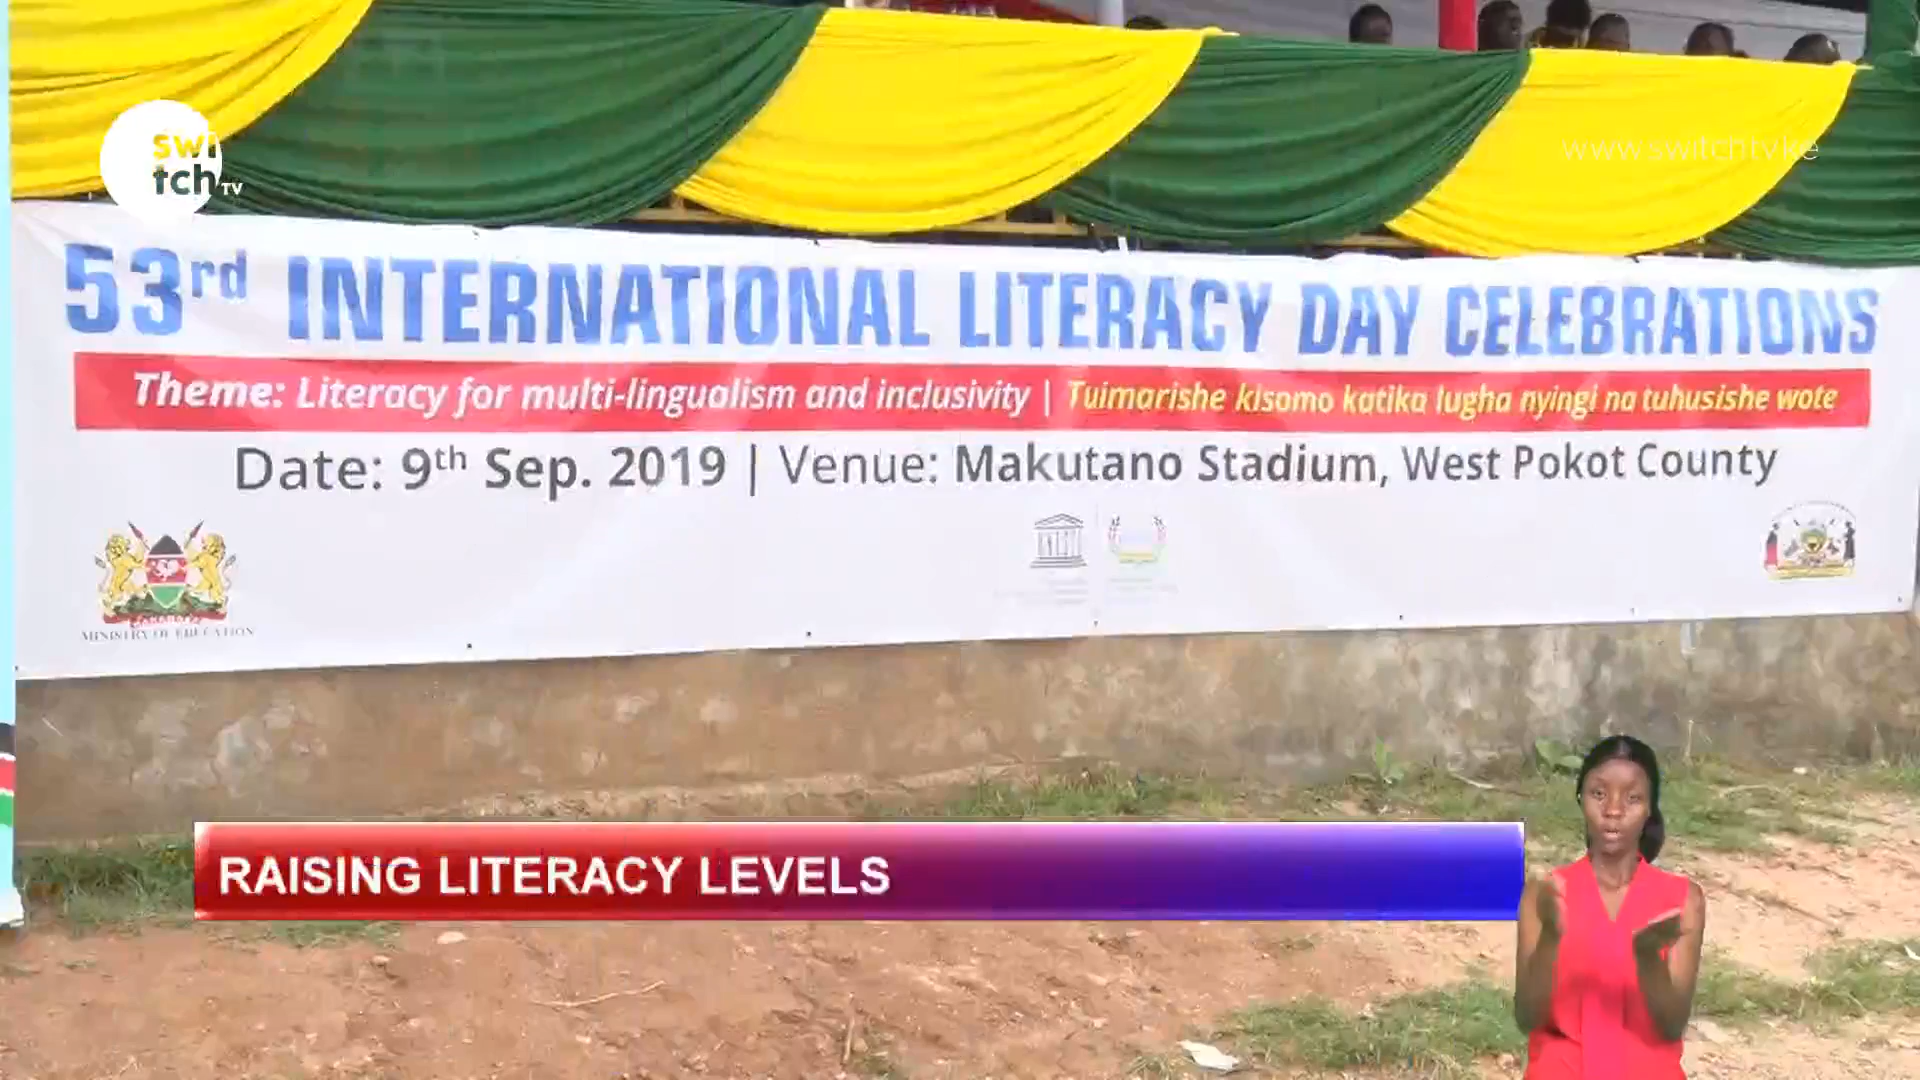 swi
tch TV
www.switchtv.ke
53rd INTERNATIONAL LITERACY DAY CELEBRATIONS
Theme: Literacy for multi-lingualism and inclusivity | Tuimarishe kisomo katika lugha nyingi na tuhusishe wote
Date: 9th Sep. 2019 | Venue: Makutano Stadium, West Pokot County
MINISTRY OF EDUCATION
RAISING LITERACY LEVELS